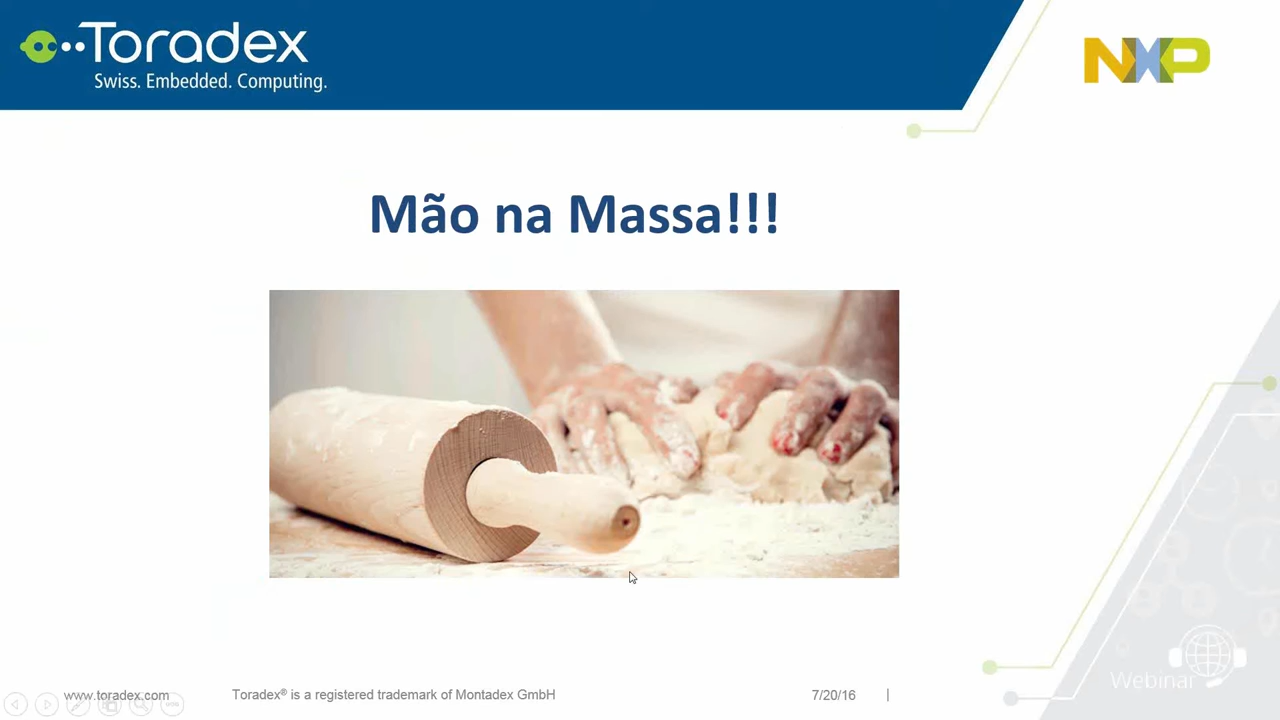 Toradex
Swiss. Embedded. Computing.
NXP
Mão na Massa!!!
Webinar
www.toradex.com
Toradex® is a registered trademark of Montadex GmbH
7/20/16 |